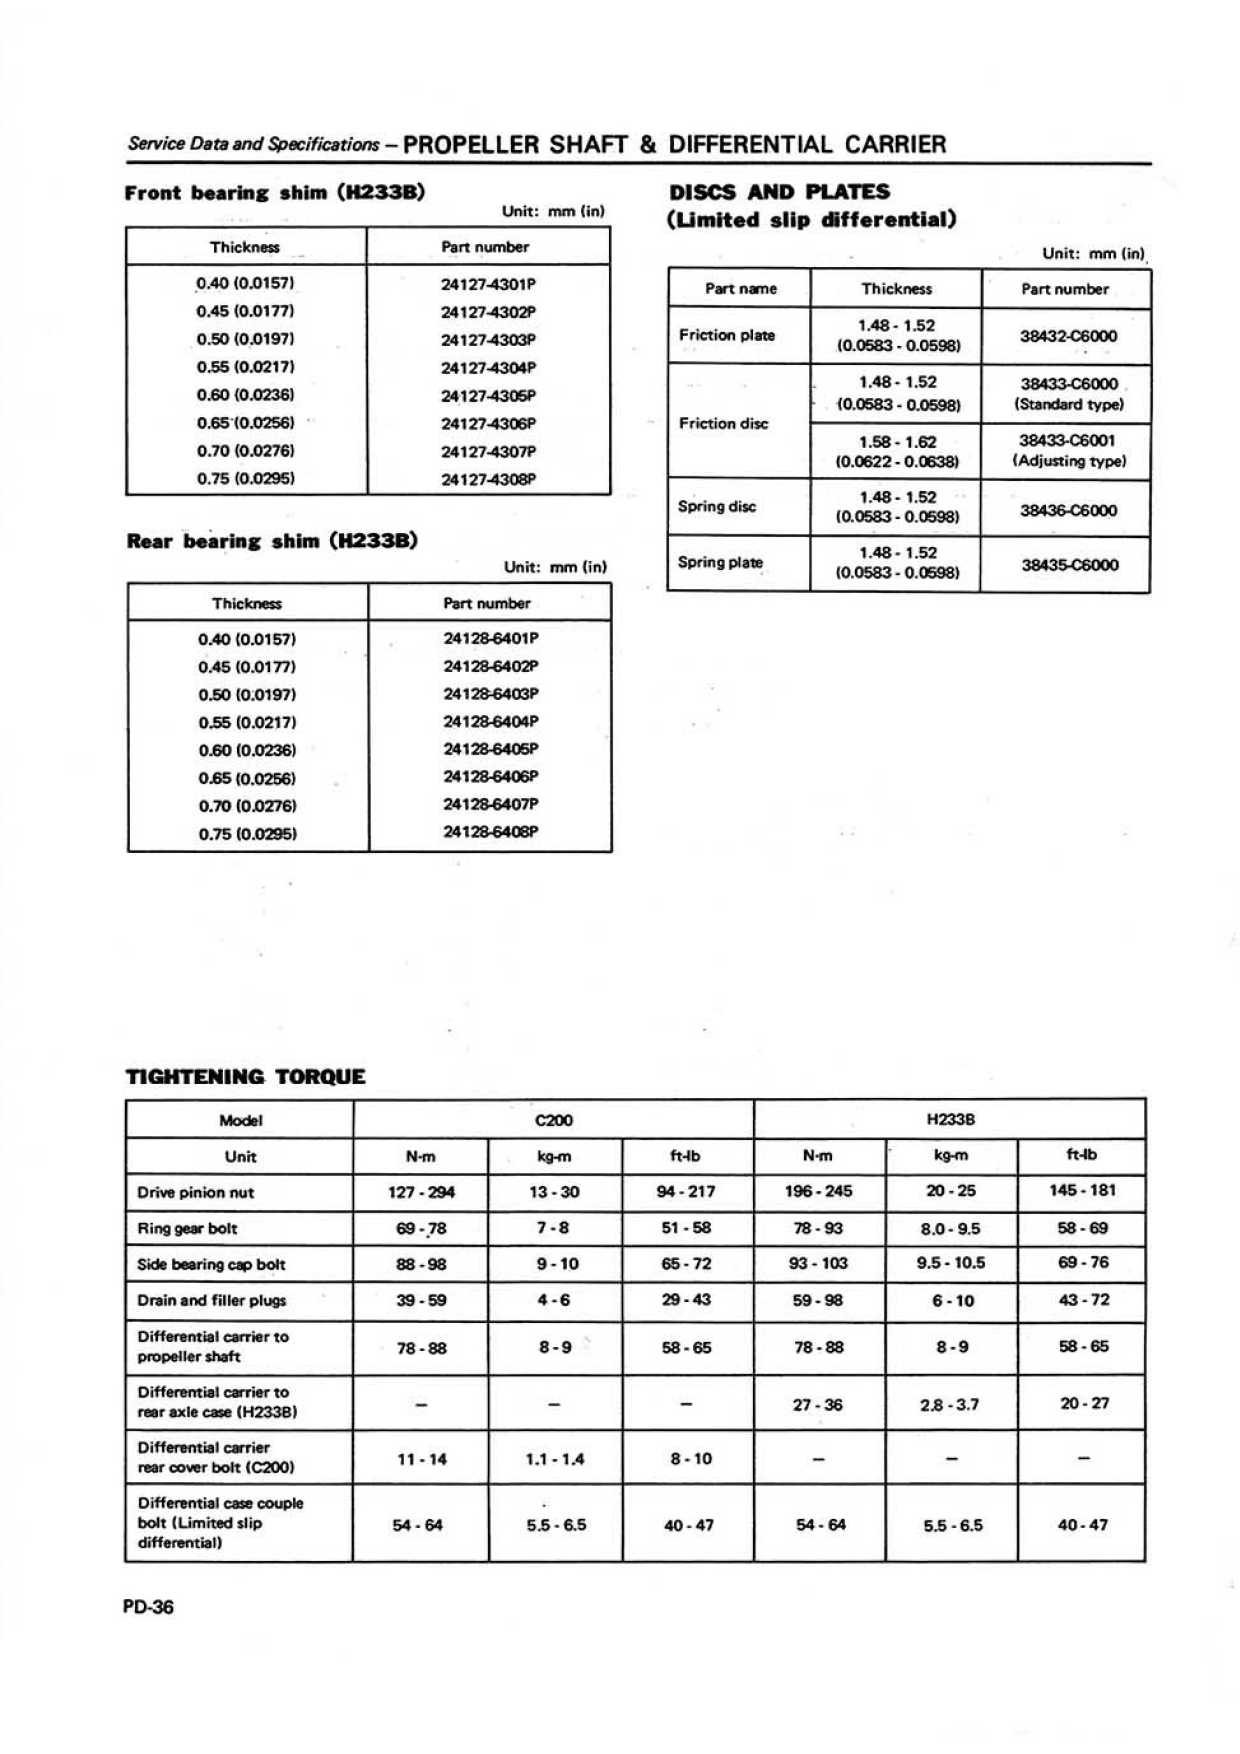 Service Data and Specifications – PROPELLER SHAFT & DIFFERENTIAL CARRIER
Front bearing shim (H233B)
Unit: mm (in)
Thickness Part number
0.40 (0.0157) 24127-4301P
0.45 (0.0177) 24127-4302P
0.50 (0.0197) 24127-4303P
0.55 (0.0217) 24127-4304P
0.60 (0.0236) 24127-4305P
0.65 (0.0256) 24127-4306P
0.70 (0.0276) 24127-4307P
0.75 (0.0295) 24127-4308P
Rear bearing shim (H233B)
Unit: mm (in)
Thickness Part number
0.40 (0.0157) 24128-6401P
0.45 (0.0177) 24128-6402P
0.50 (0.0197) 24128-6403P
0.55 (0.0217) 24128-6404P
0.60 (0.0236) 24128-6405P
0.65 (0.0256) 24128-6406P
0.70 (0.0276) 24128-6407P
0.75 (0.0295) 24128-6408P
DISCS AND PLATES
(Limited slip differential)
Unit: mm (in)
Part name Thickness Part number
Friction plate 1.48 - 1.52 38432-C6000
(0.0583 - 0.0598)
Friction disc
1.48 - 1.52 38433-C6000
(0.0583 - 0.0598) (Standard type)
1.58 - 1.62 38433-C6001
(0.0622 - 0.0638) (Adjusting type)
Spring disc 1.48 - 1.52 38436-C6000
(0.0583 - 0.0598)
Spring plate 1.48 - 1.52 38435-C6000
(0.0583 - 0.0598)
TIGHTENING TORQUE
Model C200 H233B
Unit N·m kg-m ft-lb N·m kg-m ft-lb
Drive pinion nut 127 - 294 13 - 30 94 - 217 196 - 245 20 - 25 145 - 181
Ring gear bolt 69 - 78 7 - 8 51 - 58 78 - 93 8.0 - 9.5 58 - 69
Side bearing cap bolt 88 - 98 9 - 10 65 - 72 93 - 103 9.5 - 10.5 69 - 76
Drain and filler plugs 39 - 59 4 - 6 29 - 43 59 - 98 6 - 10 43 - 72
Differential carrier to
propeller shaft 78 - 88 8 - 9 58 - 65 78 - 88 8 - 9 58 - 65
Differential carrier to
rear axle case (H233B) – – – 27 - 36 2.8 - 3.7 20 - 27
Differential carrier
rear cover bolt (C200) 11 - 14 1.1 - 1.4 8 - 10 – – –
Differential case couple
bolt (Limited slip 54 - 64 5.5 - 6.5 40 - 47 54 - 64 5.5 - 6.5 40 - 47
differential)
PD-36